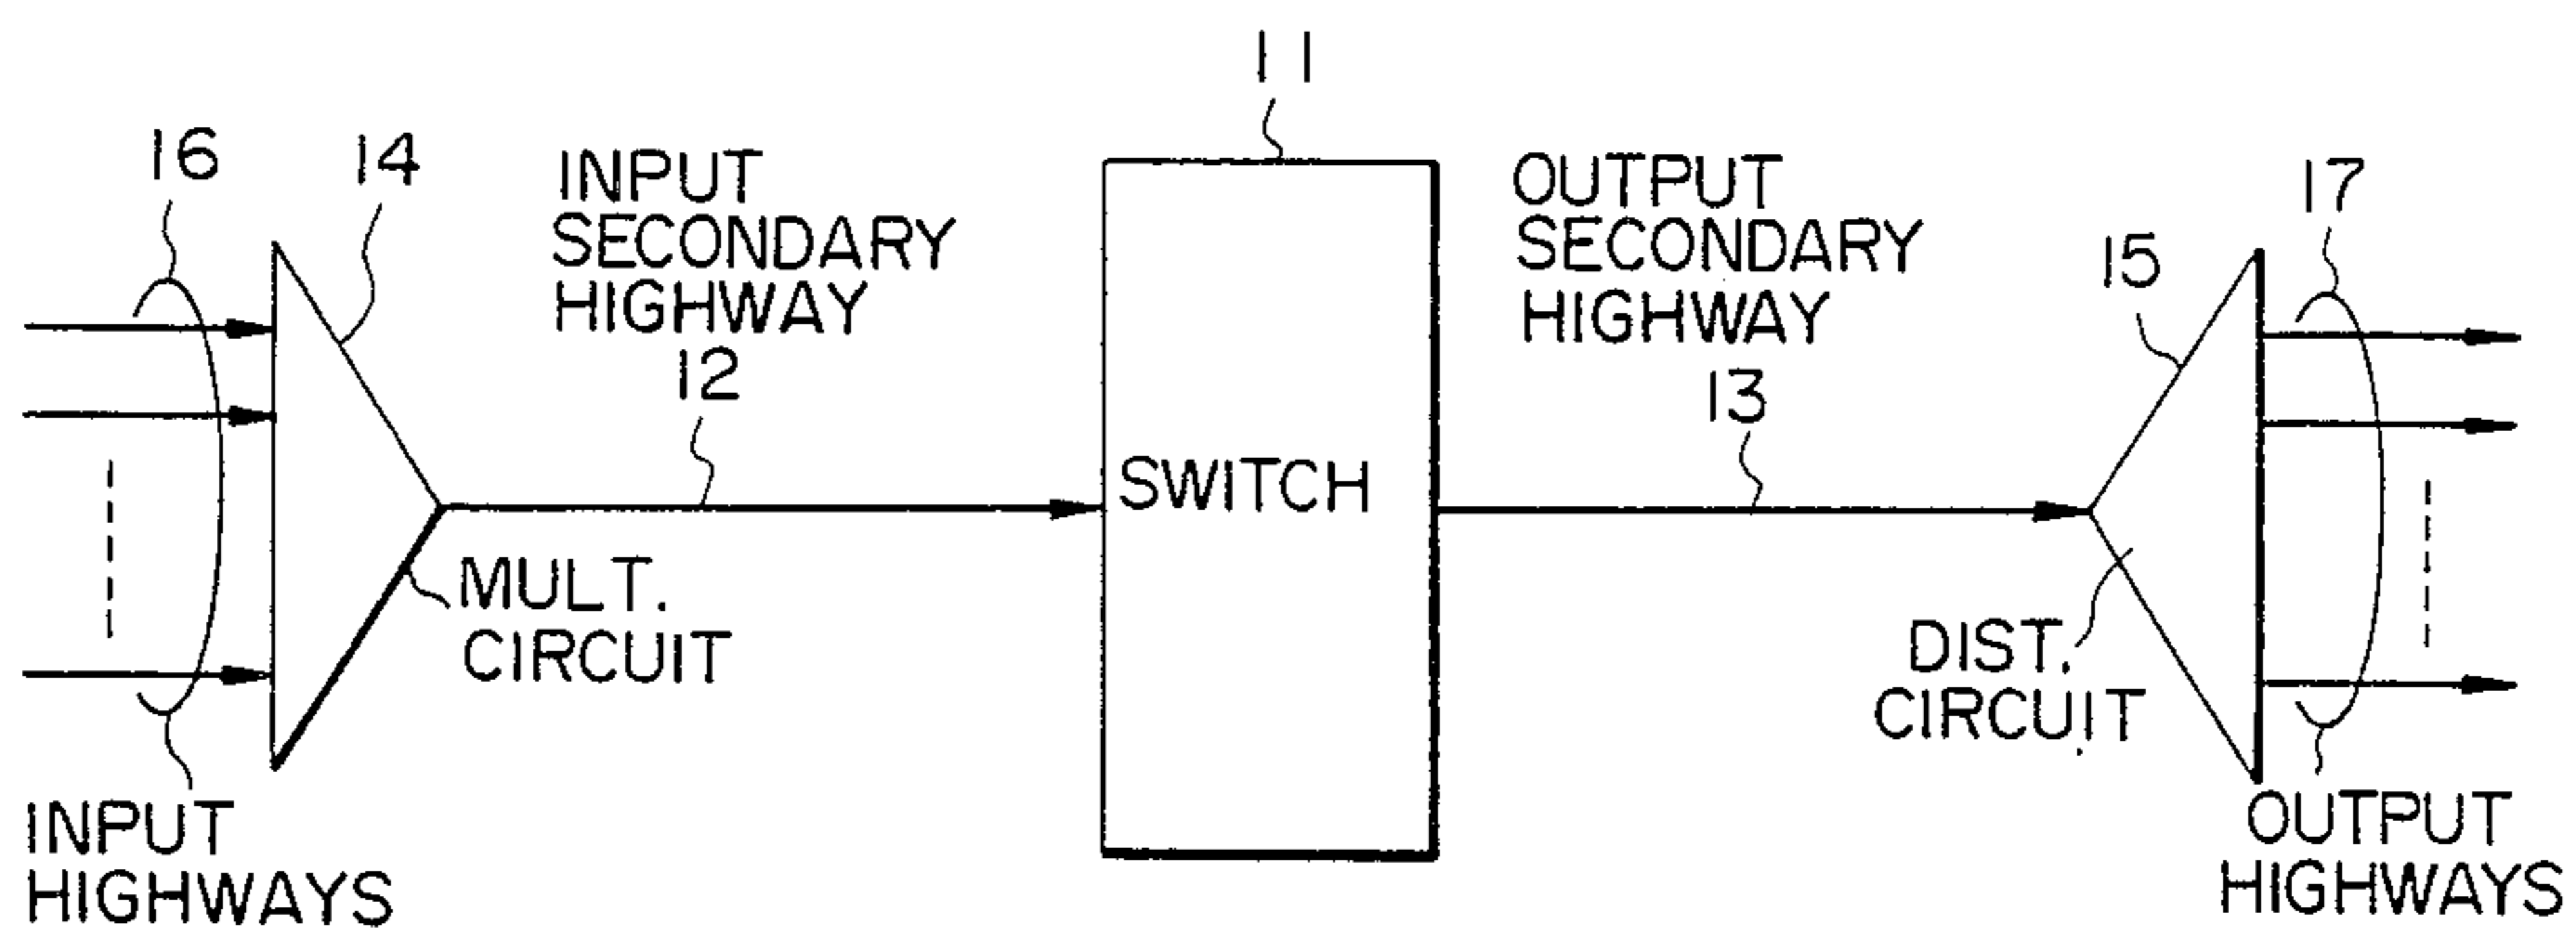 11
16
14
INPUT
SECONDARY
HIGHWAY
12
OUTPUT
SECONDARY
HIGHWAY
13
15
17
SWITCH
MULT.
CIRCUIT
DIST.
CIRCUIT
INPUT
HIGHWAYS
OUTPUT
HIGHWAYS